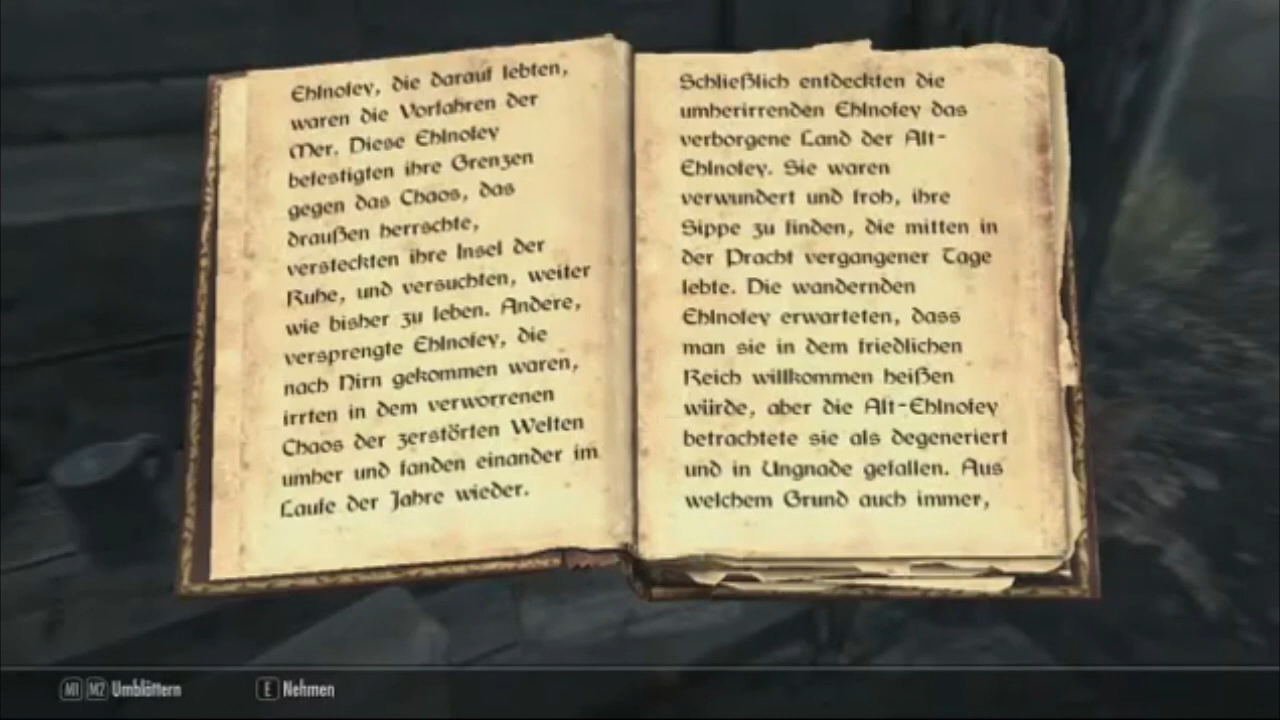 Ehlnofey, die darauf lebten,
waren die Vorfahren der
Mer. Diese Ehlnofey
befestigten ihre Grenzen
gegen das Chaos, das
draußen herrschte,
versteckten ihre Insel der
Ruhe, und versuchten, weiter
wie bisher zu leben. Andere,
versprengte Ehlnofey, die
nach Nirn gekommen waren,
irrten in dem verworrenen
Chaos der zerstörten Welten
umher und fanden einander im
Laufe der Jahre wieder.
Schließlich entdeckten die
umherirrenden Ehlnofey das
verborgene Land der Alt-
Ehlnofey. Sie waren
verwundert und froh, ihre
Sippe zu finden, die mitten in
der Pracht vergangener Tage
lebte. Die wandernden
Ehlnofey erwarteten, dass
man sie in dem friedlichen
Reich willkommen heißen
würde, aber die Alt-Ehlnofey
betrachtete sie als degeneriert
und in Ungnade gefallen. Aus
welchem Grund auch immer,
M1 M2 Umblättern
E Nehmen